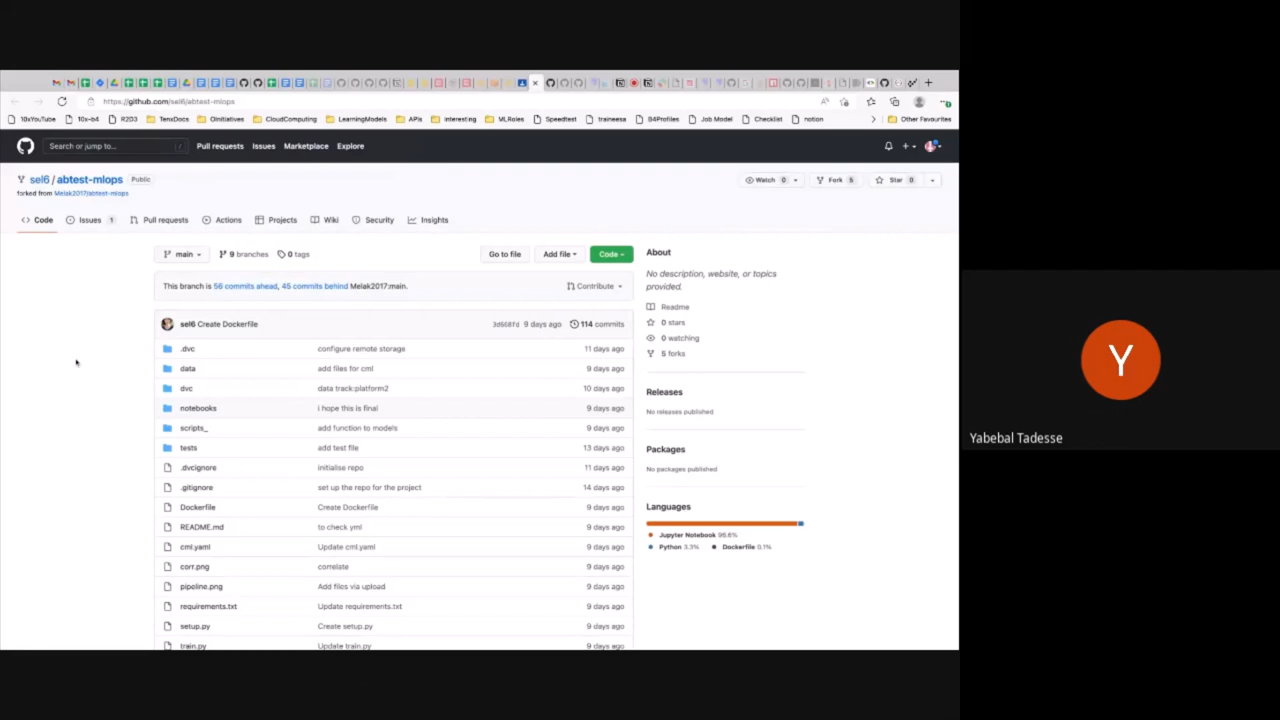 https://github.com/sel6/abtest-mlops
10xYouTube 10x-b4 R2D3 TenxDocs OInitiatives CloudComputing LearningModels APIs Interesting MLRoles Speedtest traineesa B4Profiles Job Model Checklist notion Other Favourites
Search or jump to... / Pull requests Issues Marketplace Explore
sel6 / abtest-mlops Public
forked from Melak2017/abtest-mlops
Watch 0 Fork 5 Star 0
Code Issues 1 Pull requests Actions Projects Wiki Security Insights
main 9 branches 0 tags Go to file Add file Code
This branch is 56 commits ahead, 45 commits behind Melak2017:main. Contribute
sel6 Create Dockerfile 9 days ago 114 commits
.dvc configure remote storage 11 days ago
data add files for cml 9 days ago
dvc data track:platform2 10 days ago
notebooks i hope this is final 9 days ago
scripts_ add function to models 9 days ago
tests add test file 13 days ago
.dvcignore initialise repo 11 days ago
.gitignore set up the repo for the project 14 days ago
Dockerfile Create Dockerfile 9 days ago
README.md to check yml 9 days ago
cml.yaml Update cml.yaml 9 days ago
corr.png correlate 9 days ago
pipeline.png Add files via upload 9 days ago
requirements.txt Update requirements.txt 9 days ago
setup.py Create setup.py 9 days ago
train.py Update train.py 9 days ago
About
No description, website, or topics
provided.
Readme
0 stars
0 watching
5 forks
Releases
No releases published
Packages
No packages published
Languages
Jupyter Notebook 96.6%
Python 3.3% Dockerfile 0.1%
Y
Yabebal Tadesse